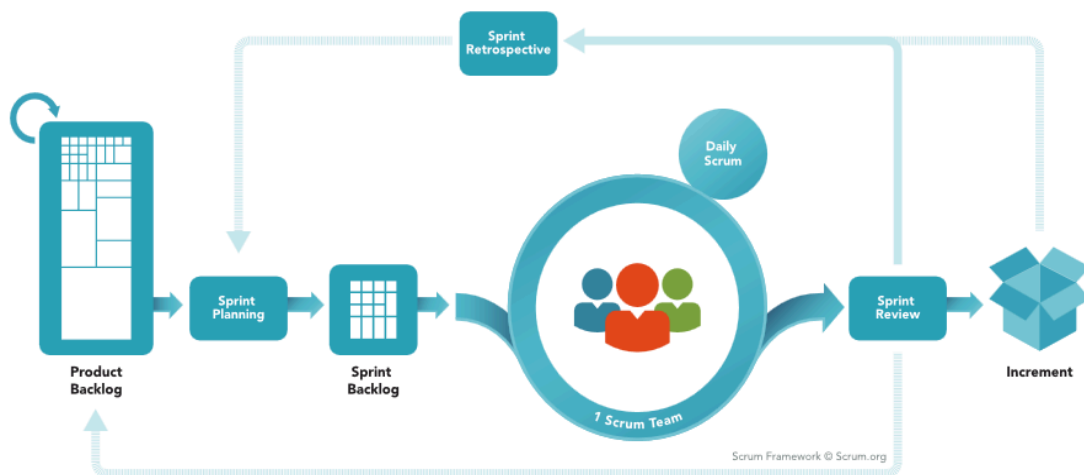 Sprint
Retrospective
Daily
Scrum
Sprint
Planning
Sprint
Review
Product
Backlog
Sprint
Backlog
Increment
1 Scrum Team
Scrum Framework © Scrum.org